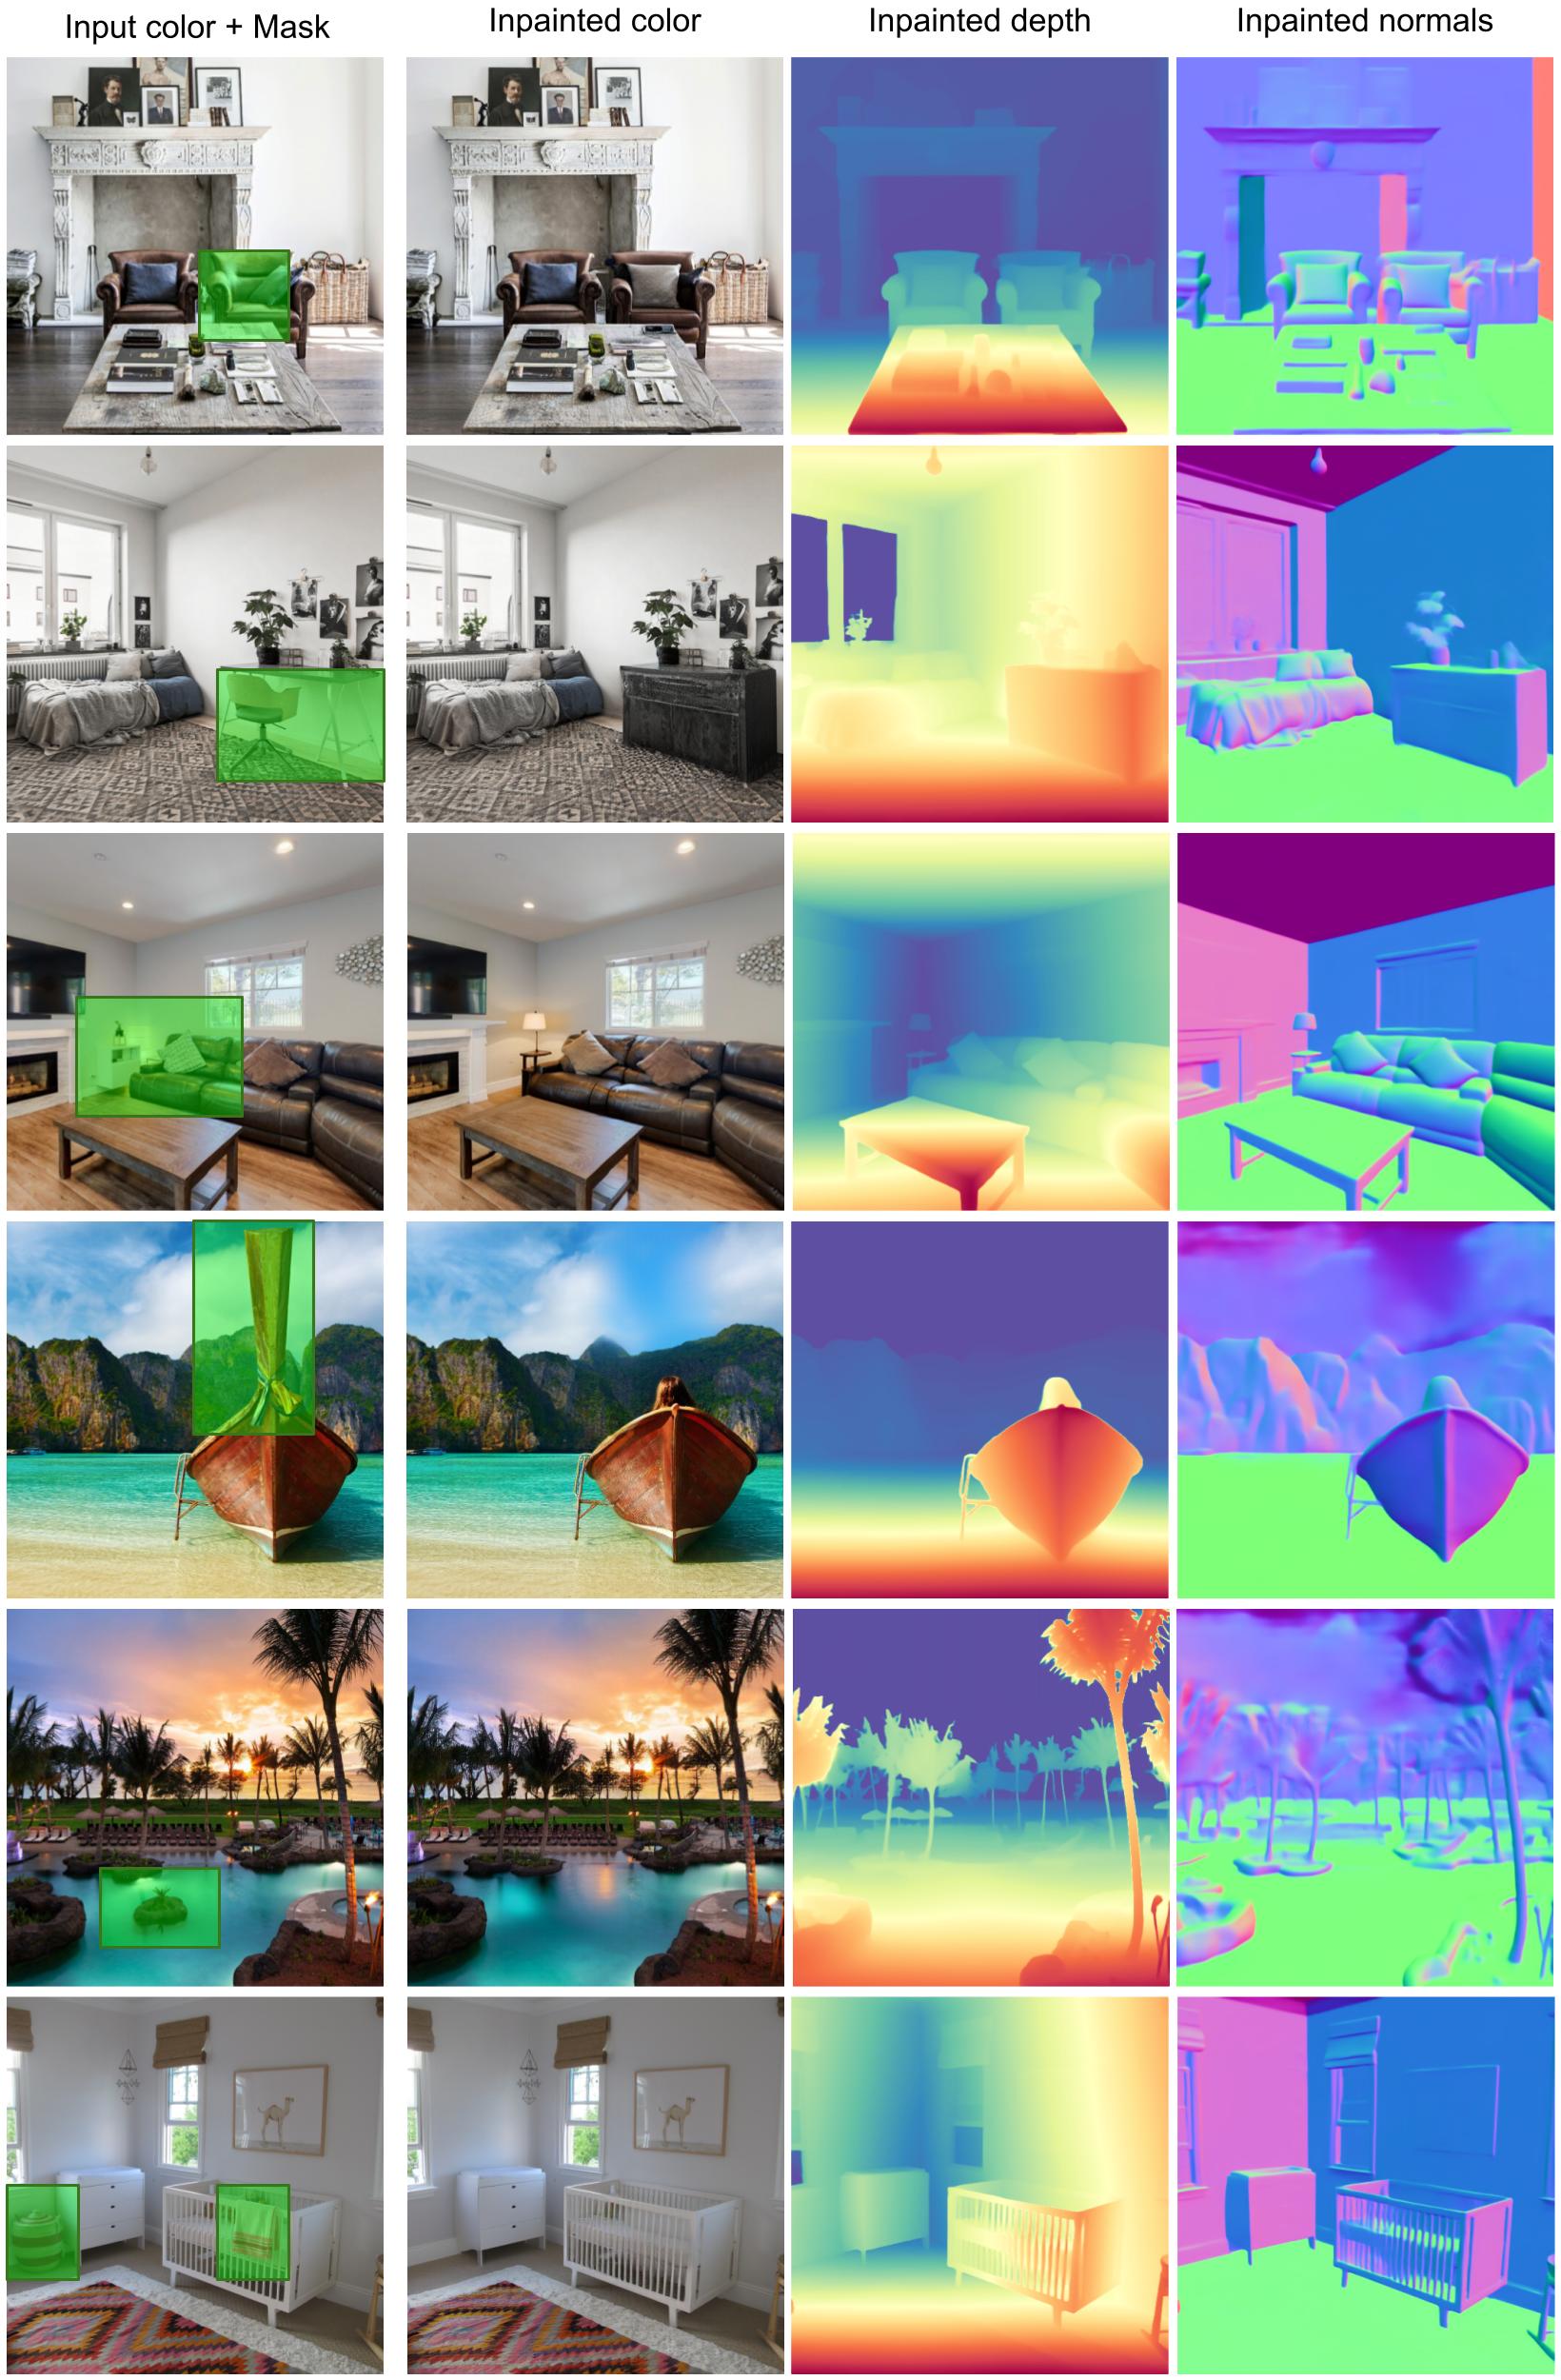 Input color + Mask
Inpainted color
Inpainted depth
Inpainted normals